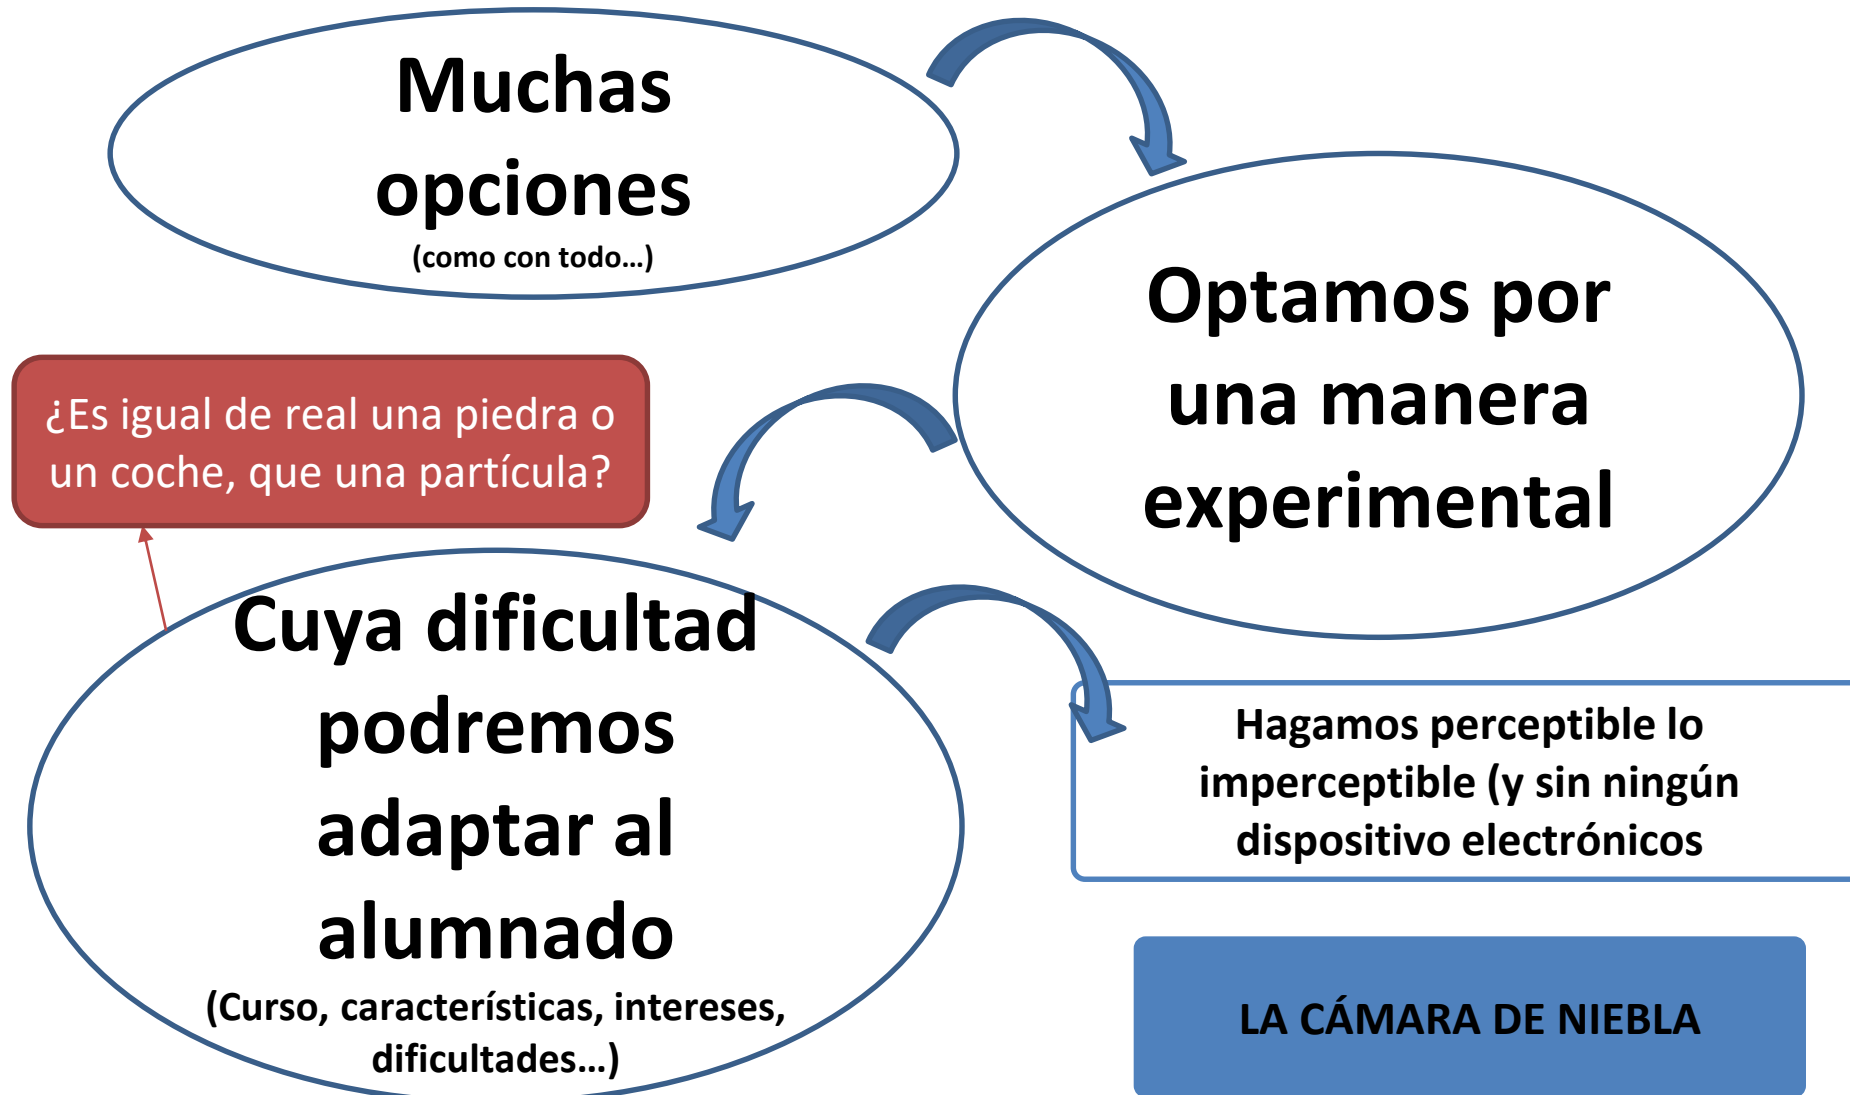 Muchas
opciones
(como con todo…)
Optamos por
una manera
experimental
¿Es igual de real una piedra o
un coche, que una partícula?
Cuya dificultad
podremos
adaptar al
alumnado
(Curso, característísticas, intereses,
dificultades…)
Hagamos perceptible lo
imperceptible (y sin ningún
dispositivo electrónicos
LA CÁMARA DE NIEBLA